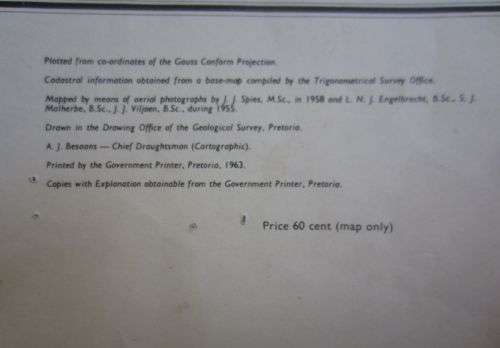 Plotted from co-ordinates of the Gauss Conform Projection.
Cadastral information obtained from a base-map compiled by the Trigonometrical Survey Office.
Mapped by means of aerial photographs by J. J. Spies, M.Sc., in 1958 and L. N. J. Engelbrecht, B.Sc., S. J.
Malherbe, B.Sc., J. J. Viljoen, B.Sc., during 1955.
Drawn in the Drawing Office of the Geological Survey, Pretoria.
A. J. Besaans — Chief Draughtsman (Cartographic).
Printed by the Government Printer, Pretoria, 1963.
Copies with Explanation obtainable from the Government Printer, Pretoria.
Price 60 cent (map only)